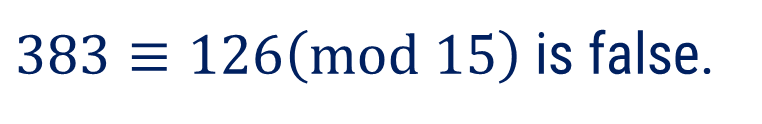 383 ≡ 126(mod 15) is false.